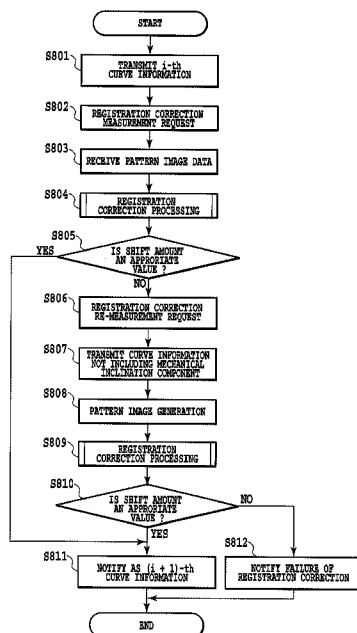 START
S801
TRANSMIT i-th
CURVE INFORMATION
S802
REGISTRATION CORRECTION
MEASUREMENT REQUEST
S803
RECEIVE PATTERN IMAGE DATA
S804
REGISTRATION
CORRECTION PROCESSING
S805
YES
IS SHIFT AMOUNT
AN APPRORIATE
VALUE ?
NO
S806
REGISTRATION CORRECTION
RE-MEASUREMENT REQUEST
S807
TRANSMIT CURVE INFORMATION
NOT INCLUDING MECHANICAL
INCLINATION COMPONENT
S808
PATTERN IMAGE GENERATION
S809
REGISTRATION
CORRECTION PROCESSING
S810
IS SHIFT AMOUNT
AN APPRORIATE
VALUE ?
NO
YES
S811
NOTIFY AS (i + 1)-th
CURVE INFORMATION
S812
NOTIFY FAILURE OF
REGISTRATION CORRECTION
END